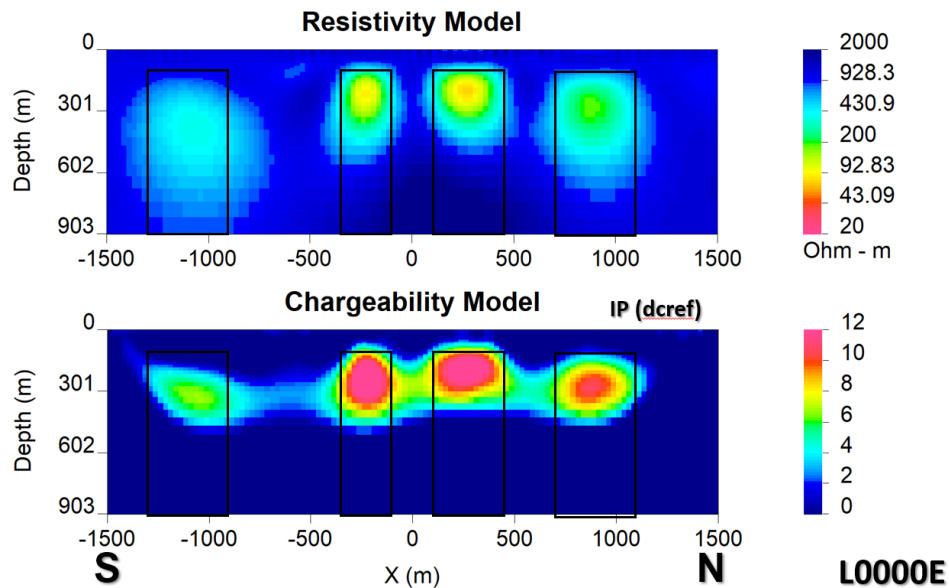 Resistivity Model
0
301
602
903
Depth (m)
-1500 -1000 -500 0 500 1000 1500
2000
928.3
430.9
200
92.83
43.09
20
Ohm - m
Chargeability Model
IP (dcref)
0
301
602
903
Depth (m)
-1500 -1000 -500 0 500 1000 1500
12
10
8
6
4
2
0
S
X (m)
N
L0000E